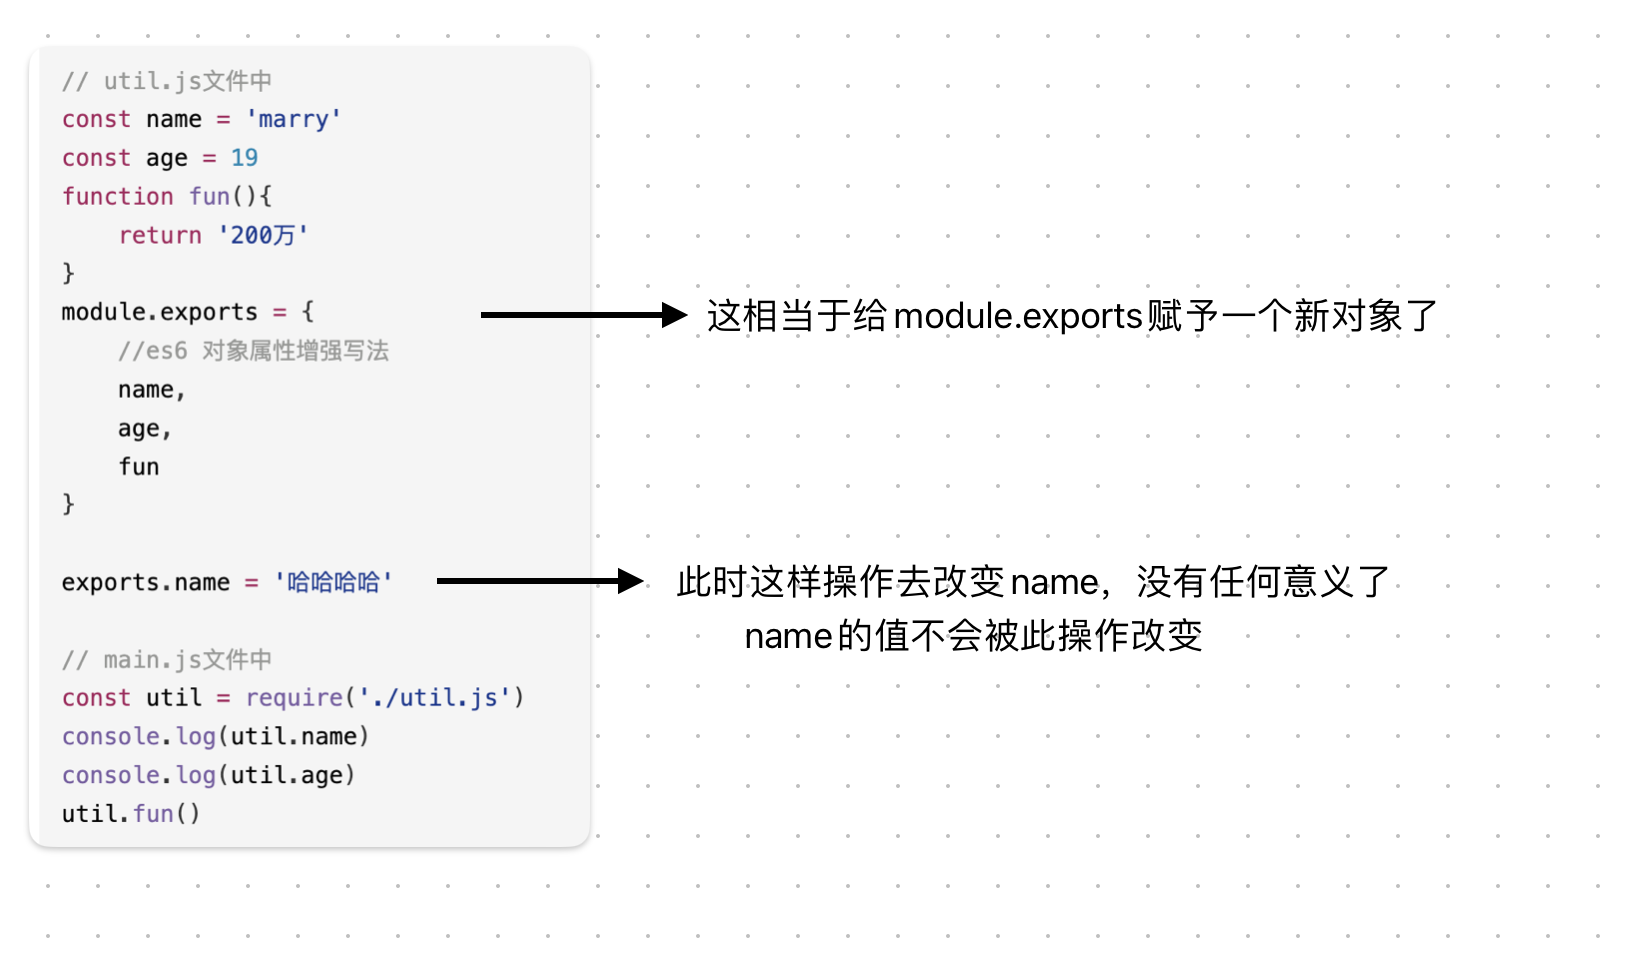 // util.js文件中
const name = 'marry'
const age = 19
function fun(){
    return '200万'
}
module.exports = {
这相当于给module.exports赋予一个新对象了
    //es6 对象属性增强写法
    name,
    age,
    fun
}
exports.name = '哈哈哈哈'
此时这样操作去改变name，没有任何意义了
name的值不会被此操作改变
// main.js文件中
const util = require('./util.js')
console.log(util.name)
console.log(util.age)
util.fun()